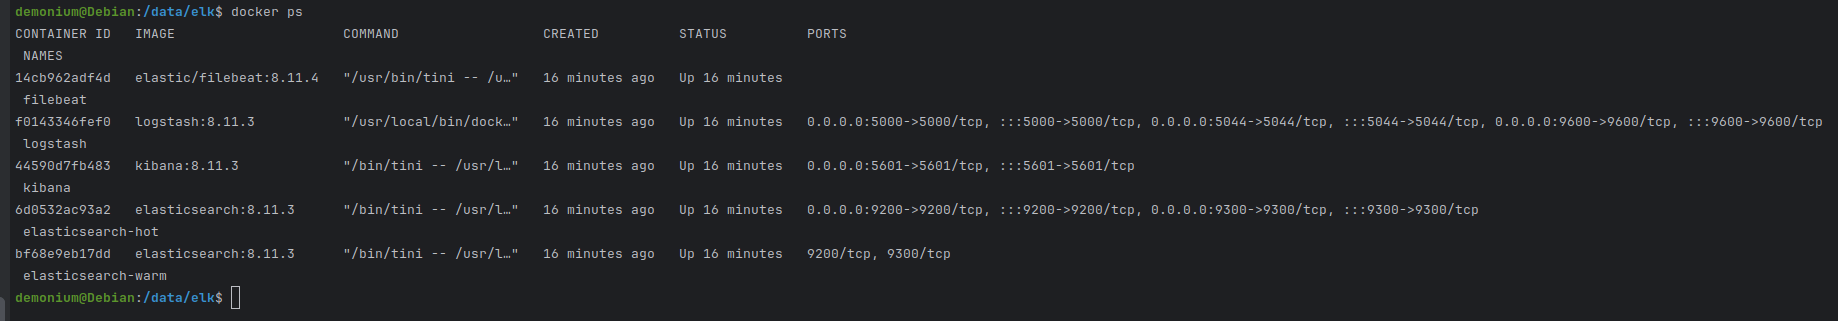 demonium@Debian:/data/elk$ docker ps
CONTAINER ID   IMAGE                     COMMAND                  CREATED          STATUS          PORTS
 NAMES
14cb962adf4d   elastic/filebeat:8.11.4   "/usr/bin/tini -- /u…"   16 minutes ago   Up 16 minutes
 filebeat
f0143346fef0   logstash:8.11.3           "/usr/local/bin/dock…"   16 minutes ago   Up 16 minutes   0.0.0.0:5000->5000/tcp, :::5000->5000/tcp, 0.0.0.0:5044->5044/tcp, :::5044->5044/tcp, 0.0.0.0:9600->9600/tcp, :::9600->9600/tcp
 logstash
44590d7fb483   kibana:8.11.3             "/bin/tini -- /usr/l…"   16 minutes ago   Up 16 minutes   0.0.0.0:5601->5601/tcp, :::5601->5601/tcp
 kibana
6d0532ac93a2   elasticsearch:8.11.3      "/bin/tini -- /usr/l…"   16 minutes ago   Up 16 minutes   0.0.0.0:9200->9200/tcp, :::9200->9200/tcp, 0.0.0.0:9300->9300/tcp, :::9300->9300/tcp
 elasticsearch-hot
bf68e9eb17dd   elasticsearch:8.11.3      "/bin/tini -- /usr/l…"   16 minutes ago   Up 16 minutes   9200/tcp, 9300/tcp
 elasticsearch-warm
demonium@Debian:/data/elk$